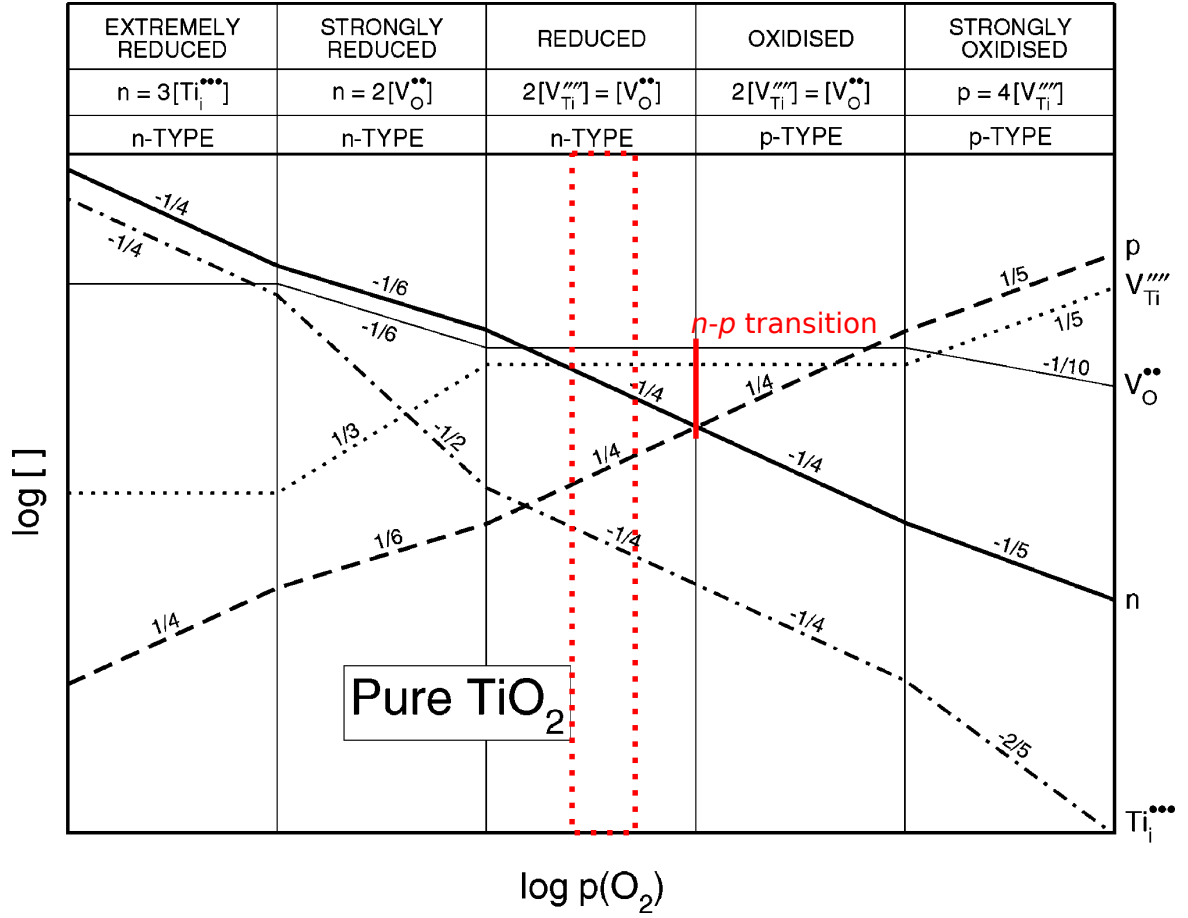 EXTREMELY REDUCED
STRONGLY REDUCED
REDUCED
OXIDISED
STRONGLY OXIDISED
n = 3[Ti_i^•••]
n = 2[V_O^••]
2[V_Ti^'''']  = [V_O^••]
2[V_Ti^''''] = [V_O^••]
p = 4[V_Ti^'''']
n-TYPE
n-TYPE
n-TYPE
p-TYPE
p-TYPE
-1/4
-1/4
-1/6
-1/6
1/3
-1/2
1/4
1/6
-1/4
1/4
-1/4
n-p transition
1/4
-1/4
-1/4
1/5
1/5
-1/10
-1/5
-2/5
p
V_Ti^''''
V_O^••
n
Ti_i^•••
Pure TiO₂
log [ ]
log p(O₂)